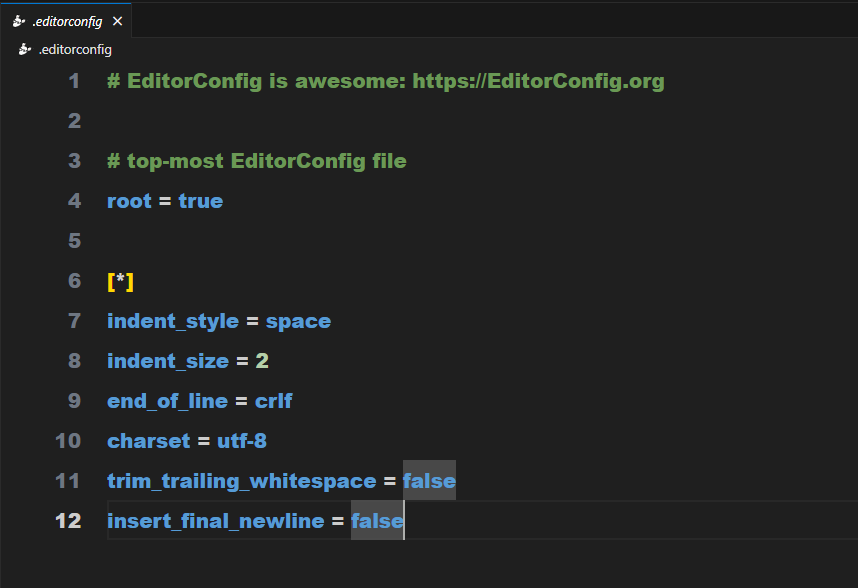 .editorconfig ×
.editorconfig
1 # EditorConfig is awesome: https://EditorConfig.org
2
3 # top-most EditorConfig file
4 root = true
5
6 [*]
7 indent_style = space
8 indent_size = 2
9 end_of_line = crlf
10 charset = utf-8
11 trim_trailing_whitespace = false
12 insert_final_newline = false